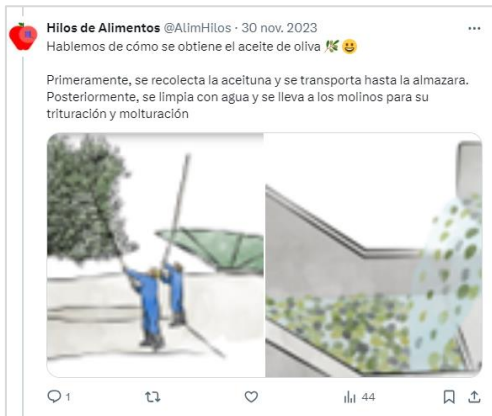 Hilos de Alimentos @AlimHilos · 30 nov. 2023
Hablemos de cómo se obtiene el aceite de oliva 🌿 😃
Primeramente, se recolecta la aceituna y se transporta hasta la almazara.
Posteriormente, se limpia con agua y se lleva a los molinos para su
trituración y molturación
1 44